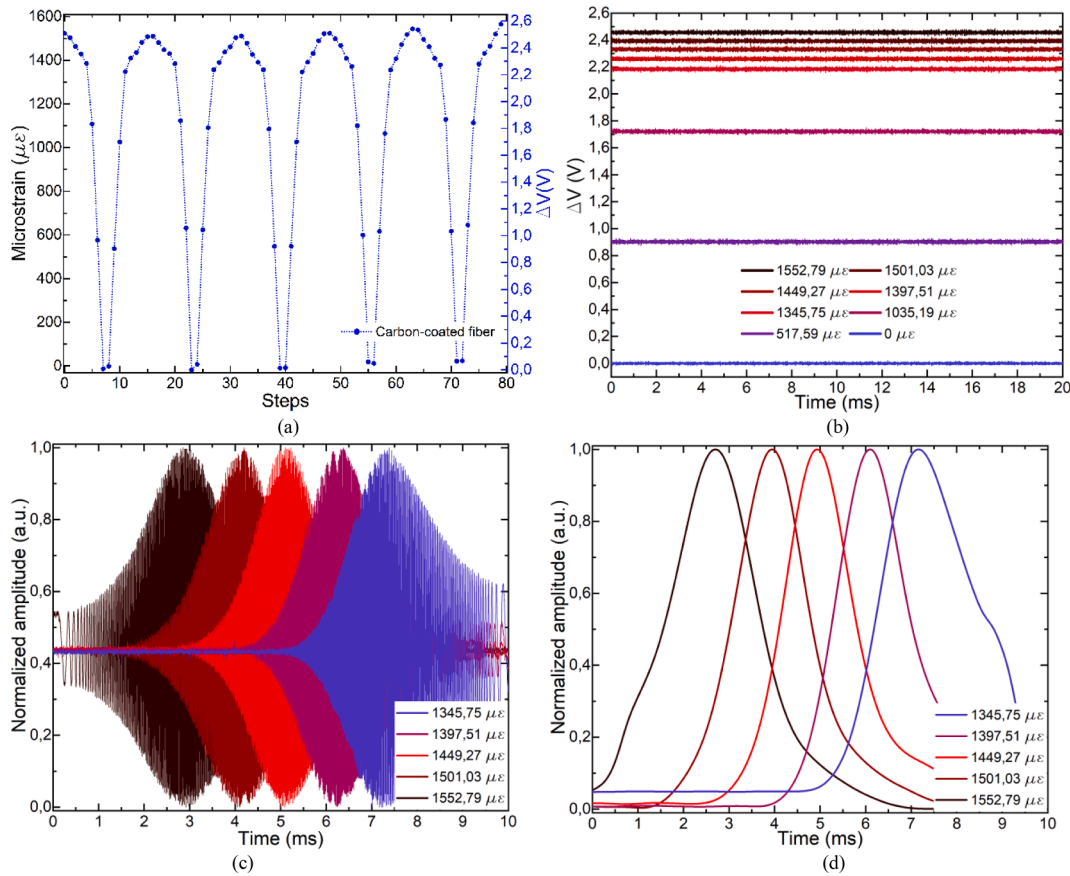 1600
1400
1200
1000
800
600
400
200
0
Microstrain (με)
2,6
2,4
2,2
2,0
1,8
1,6
1,4
1,2
1,0
0,8
0,6
0,4
0,2
0,0
ΔV(V)
Carbon-coated fiber
0 10 20 30 40 50 60 70 80
Steps
(a)
2,6
2,4
2,2
2,0
1,8
1,6
1,4
1,2
1,0
0,8
0,6
0,4
0,2
0,0
ΔV (V)
1552,79 με 1501,03 με
1449,27 με 1397,51 με
1345,75 με 1035,19 με
517,59 με 0 με
0 2 4 6 8 10 12 14 16 18 20
Time (ms)
(b)
1,0
0,8
0,6
0,4
0,2
0,0
Normalized amplitude (a.u.)
1345,75 με
1397,51 με
1449,27 με
1501,03 με
1552,79 με
0 1 2 3 4 5 6 7 8 9 10
Time (ms)
(c)
1,0
0,8
0,6
0,4
0,2
0,0
Normalized amplitude (a.u.)
1345,75 με
1397,51 με
1449,27 με
1501,03 με
1552,79 με
0 1 2 3 4 5 6 7 8 9 10
Time (ms)
(d)